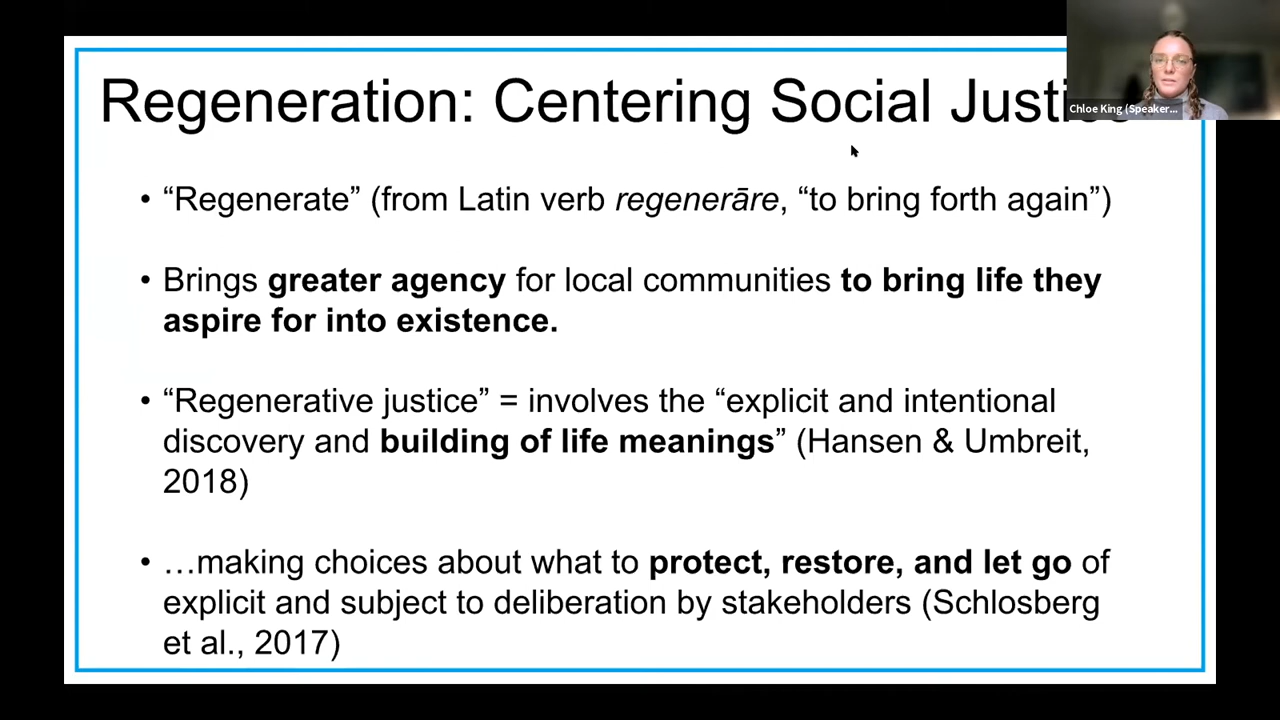 Regeneration: Centering Social Justice
Chloe King (Speaker...
• “Regenerate” (from Latin verb regenerāre, “to bring forth again”)
• Brings greater agency for local communities to bring life they
aspire for into existence.
• “Regenerative justice” = involves the “explicit and intentional
discovery and building of life meanings” (Hansen & Umbreit,
2018)
• …making choices about what to protect, restore, and let go of
explicit and subject to deliberation by stakeholders (Schlosberg
et al., 2017)